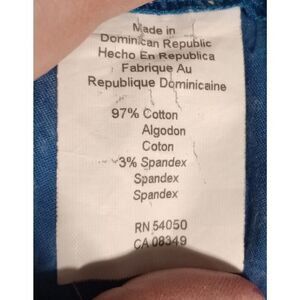 Made in
Dominican Republic
Hecho En Republica
Fabrique Au
Republique Dominicaine
97% Cotton
Algodon
Coton
3% Spandex
Spandex
Spandex
RN 54050
CA 08349